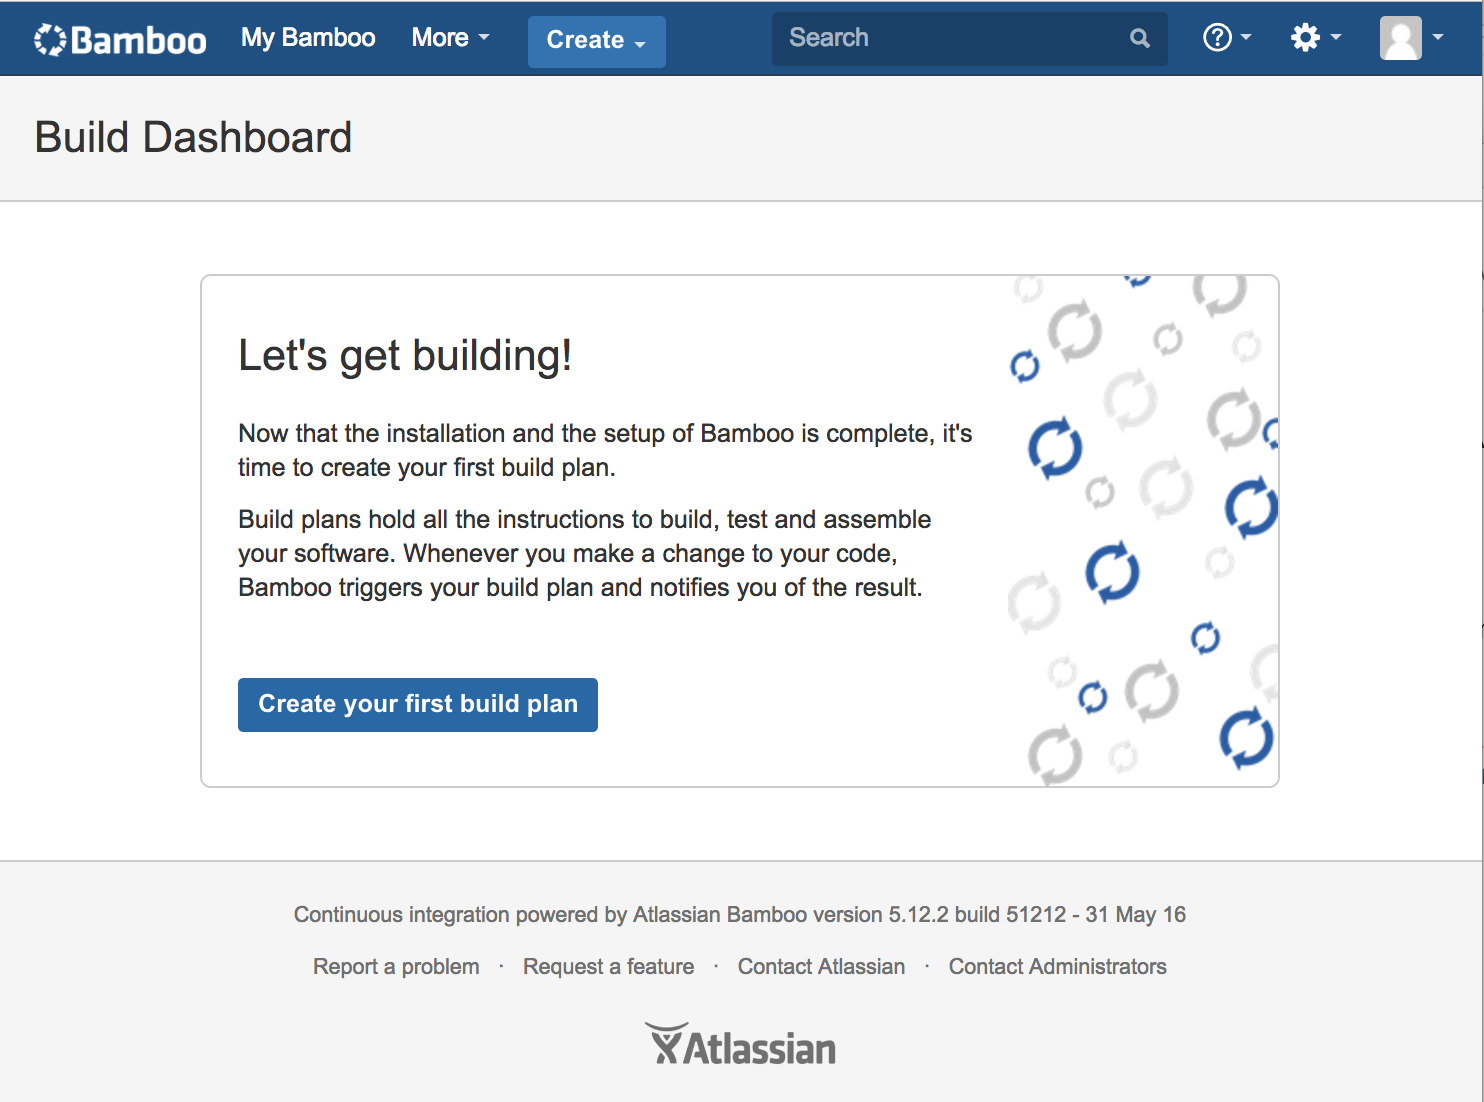 Bamboo My Bamboo More Create Search ?
Build Dashboard
Let's get building!
Now that the installation and the setup of Bamboo is complete, it's
time to create your first build plan.
Build plans hold all the instructions to build, test and assemble
your software. Whenever you make a change to your code,
Bamboo triggers your build plan and notifies you of the result.
Create your first build plan
Continuous integration powered by Atlassian Bamboo version 5.12.2 build 51212 - 31 May 16
Report a problem · Request a feature · Contact Atlassian · Contact Administrators
Atlassian